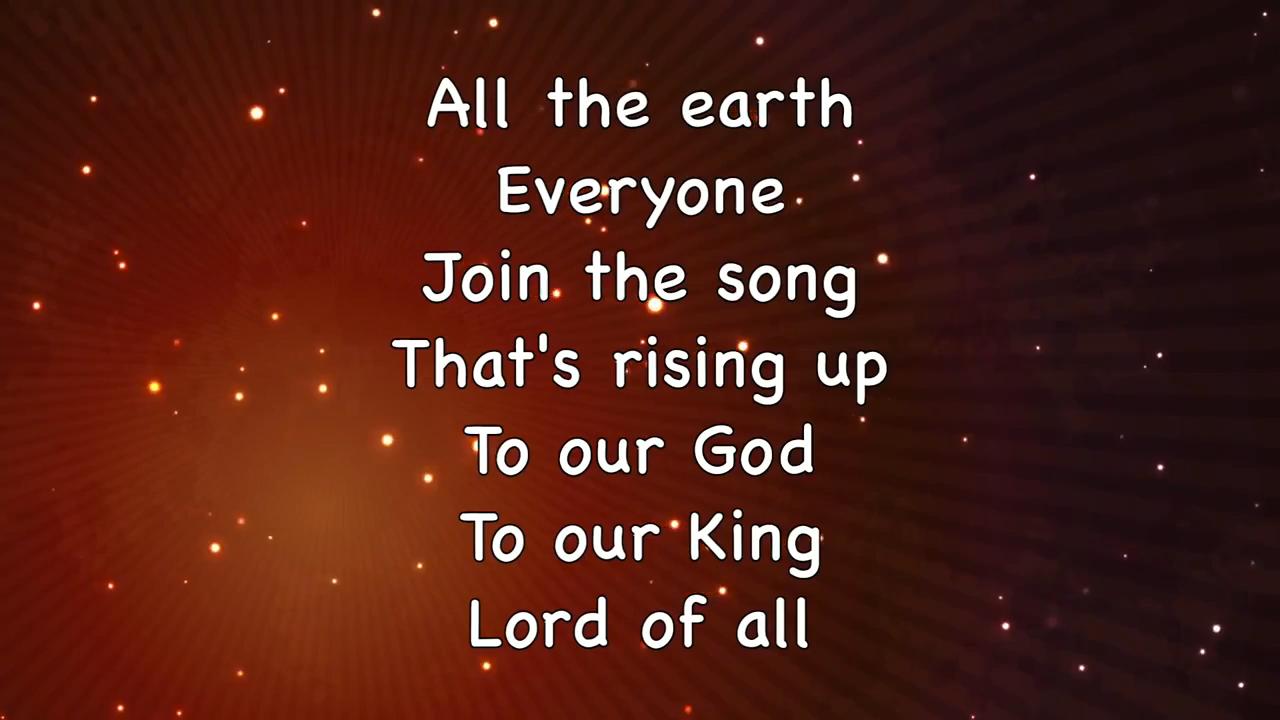 All the earth
Everyone
Join the song
That's rising up
To our God
To our King
Lord of all